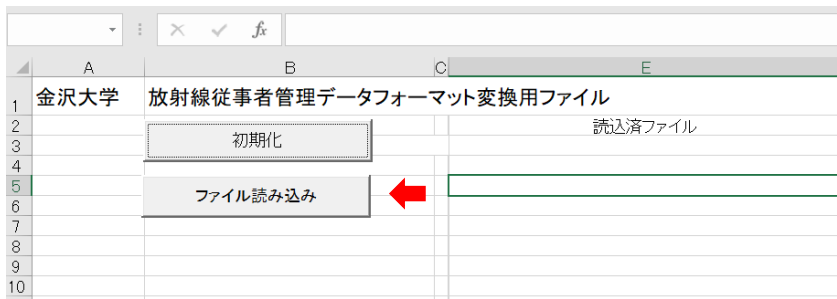 fx
A B C E
1 金沢大学 放射線従事者管理データフォーマット変換用ファイル
2 読込済ファイル
3 初期化
4
5 ファイル読み込み
6
7
8
9
10